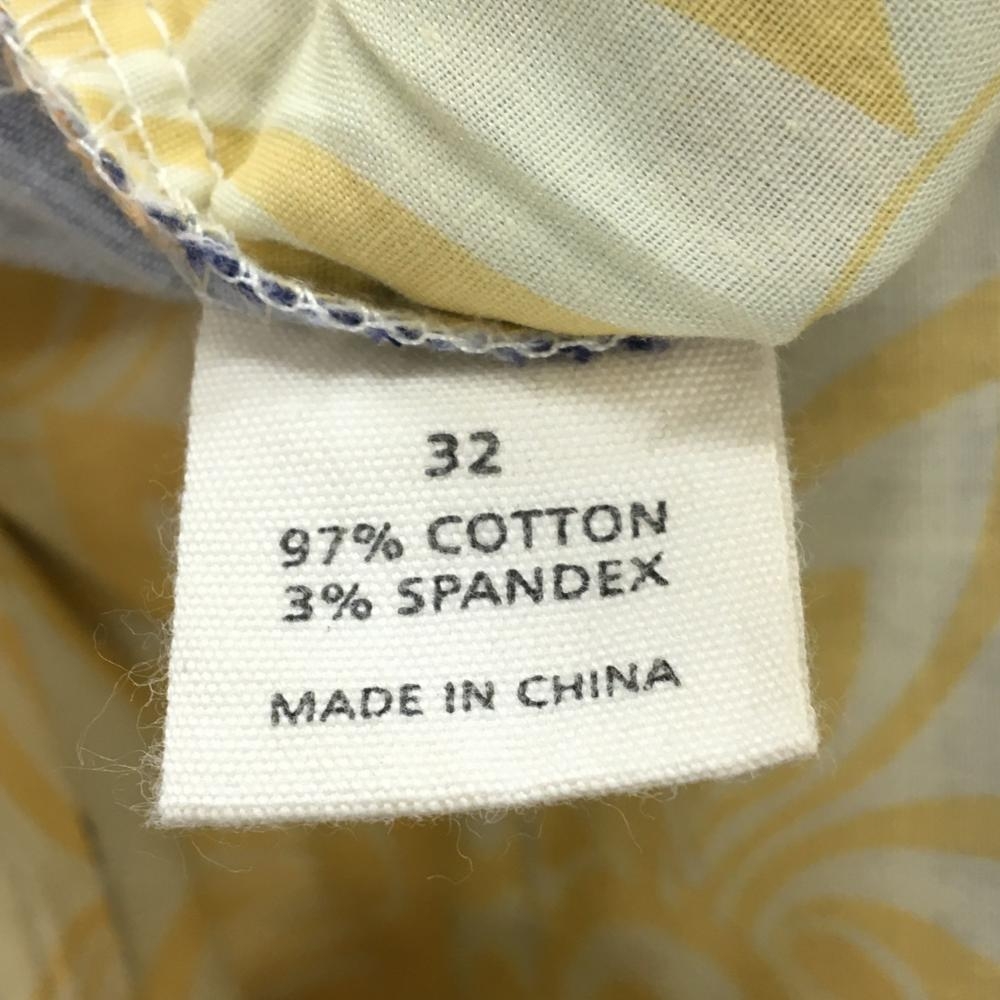 32
97% COTTON
3% SPANDEX
MADE IN CHINA